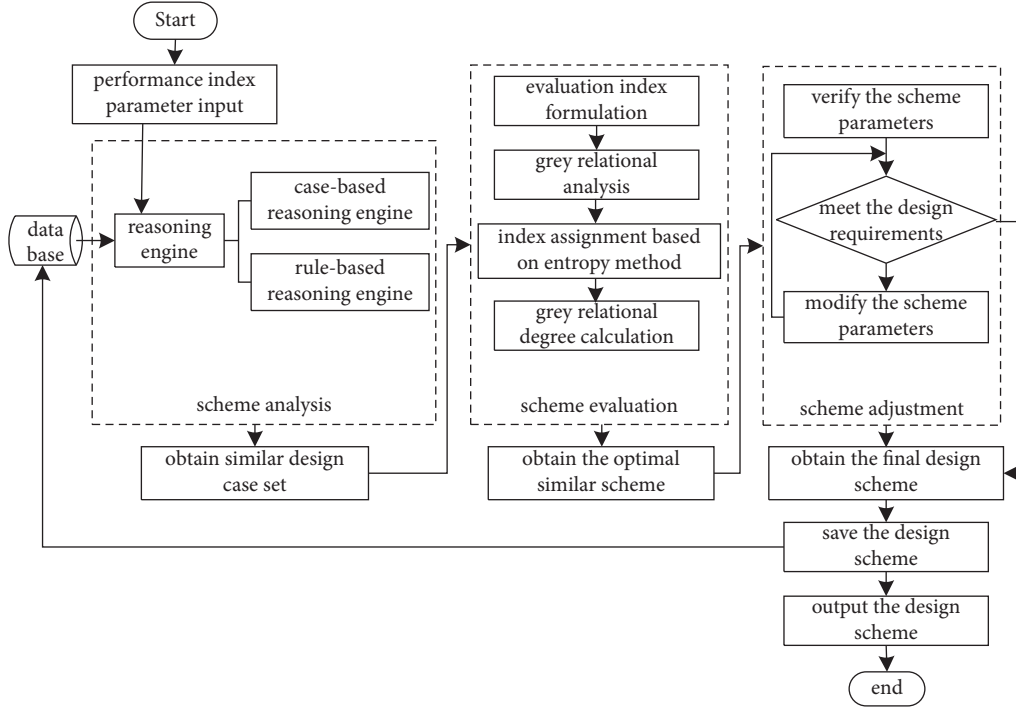 Start
performance index
parameter input
data
base
reasoning
engine
case-based
reasoning engine
rule-based
reasoning engine
scheme analysis
obtain similar design
case set
evaluation index
formulation
grey relational
analysis
index assignment based
on entropy method
grey relational
degree calculation
scheme evaluation
obtain the optimal
similar scheme
verify the scheme
parameters
meet the design
requirements
modify the scheme
parameters
scheme adjustment
obtain the final design
scheme
save the design
scheme
output the design
scheme
end